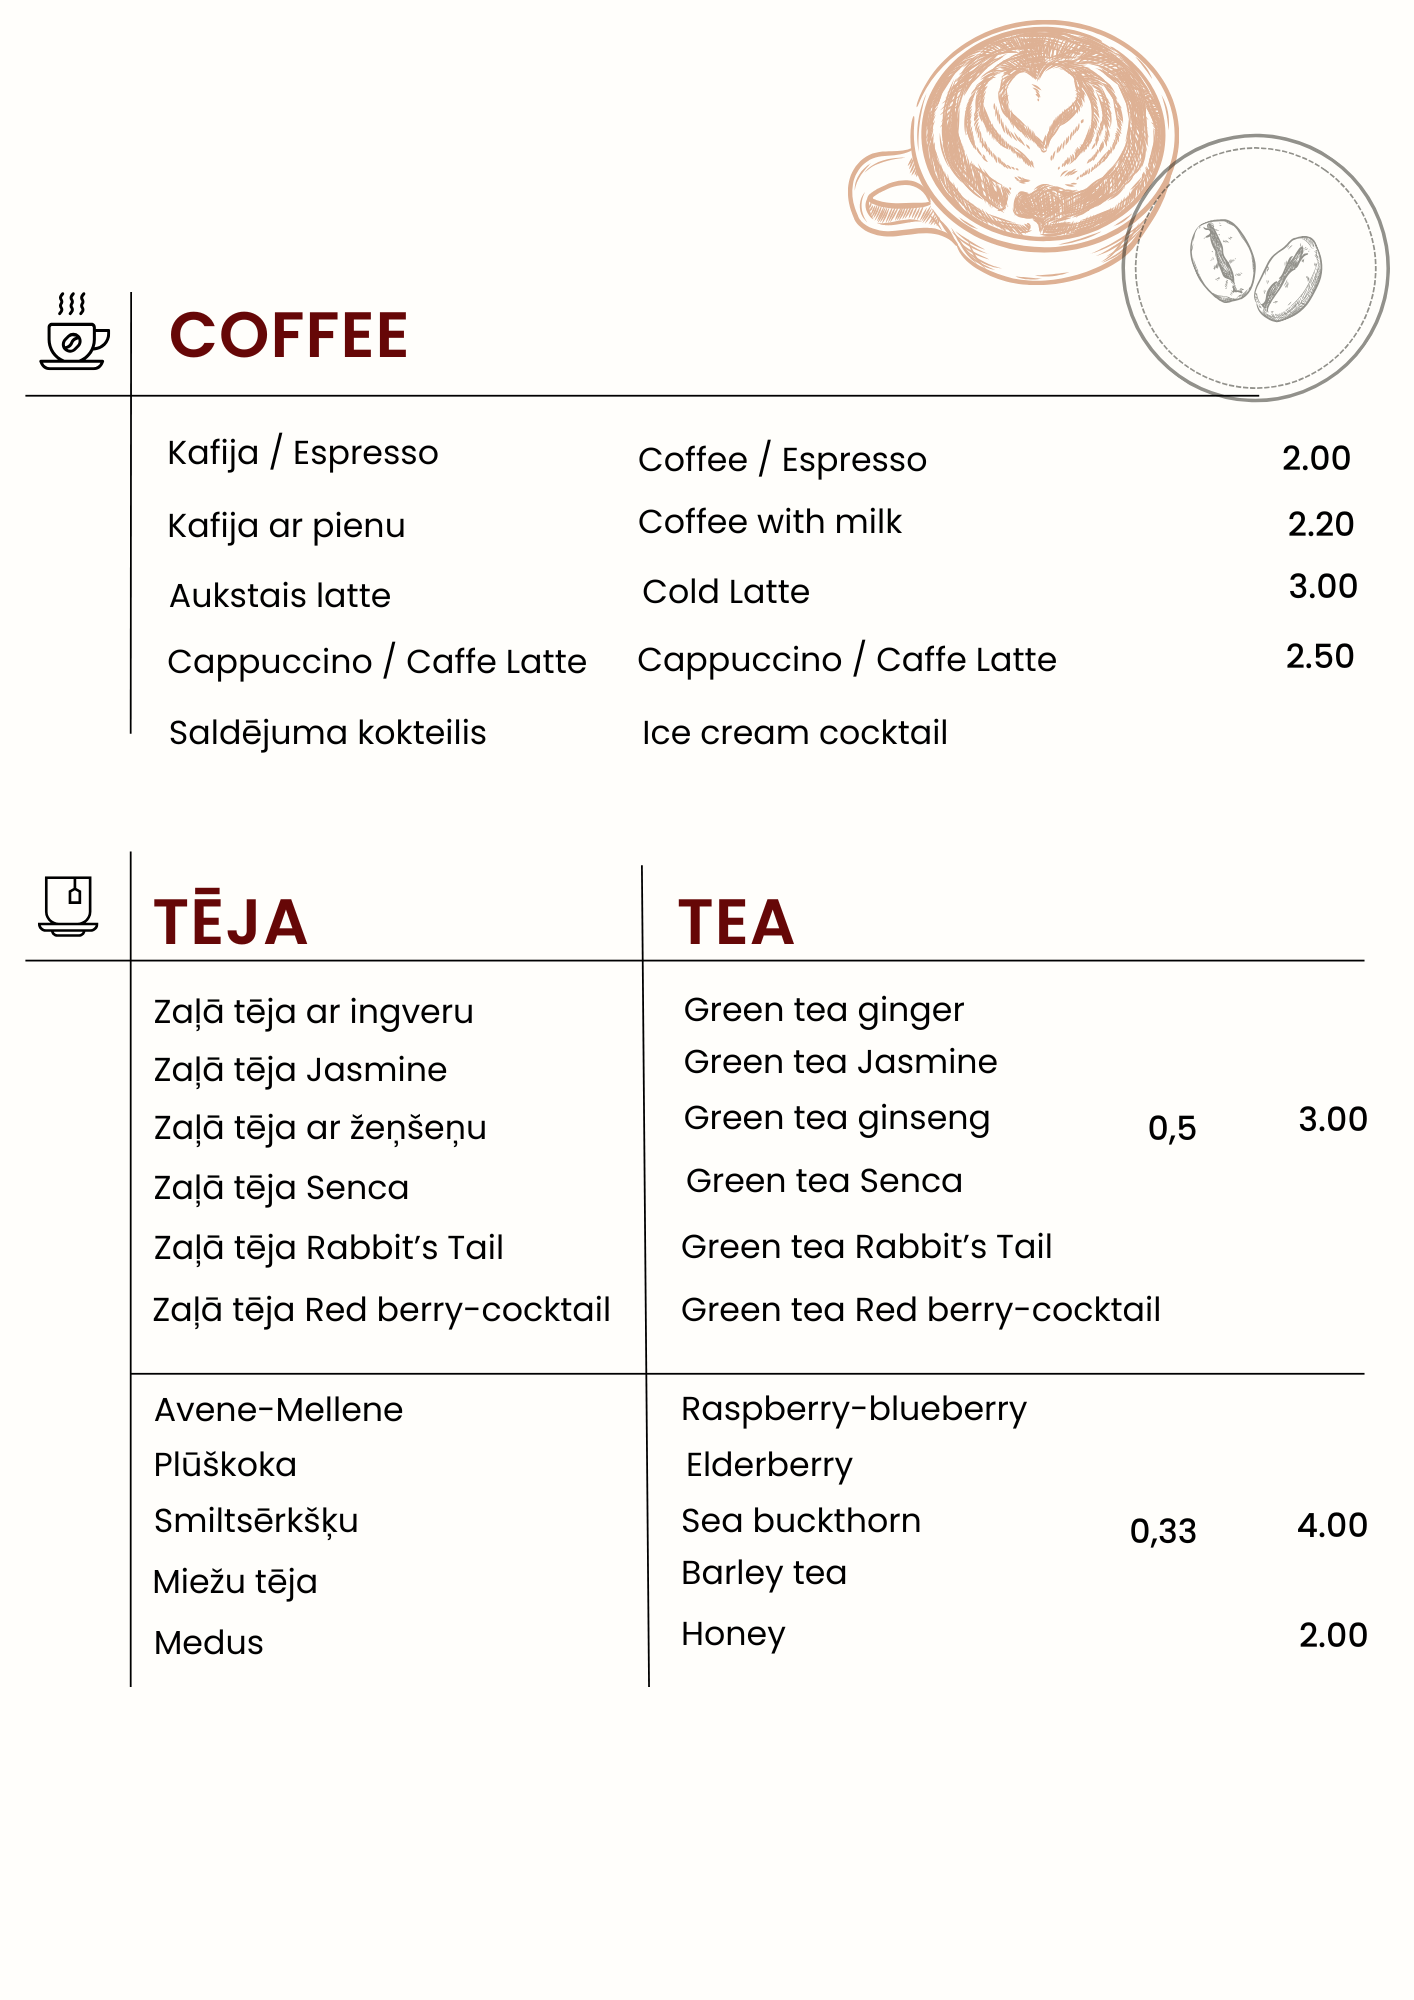 COFFEE
Kafija / Espresso Coffee / Espresso 2.00
Kafija ar pienu Coffee with milk 2.20
Aukstais latte Cold Latte 3.00
Cappuccino / Caffe Latte Cappuccino / Caffe Latte 2.50
Saldējuma kokteilis Ice cream cocktail
TĒJA TEA
Zaļā tēja ar ingveru Green tea ginger
Zaļā tēja Jasmine Green tea Jasmine
Zaļā tēja ar žeņšeņu Green tea ginseng 0,5 3.00
Zaļā tēja Senca Green tea Senca
Zaļā tēja Rabbit’s Tail Green tea Rabbit’s Tail
Zaļā tēja Red berry-cocktail Green tea Red berry-cocktail
Avene-Mellene Raspberry-blueberry
Plūškoka Elderberry
Smiltsērkšķu Sea buckthorn 0,33 4.00
Miežu tēja Barley tea
Medus Honey 2.00